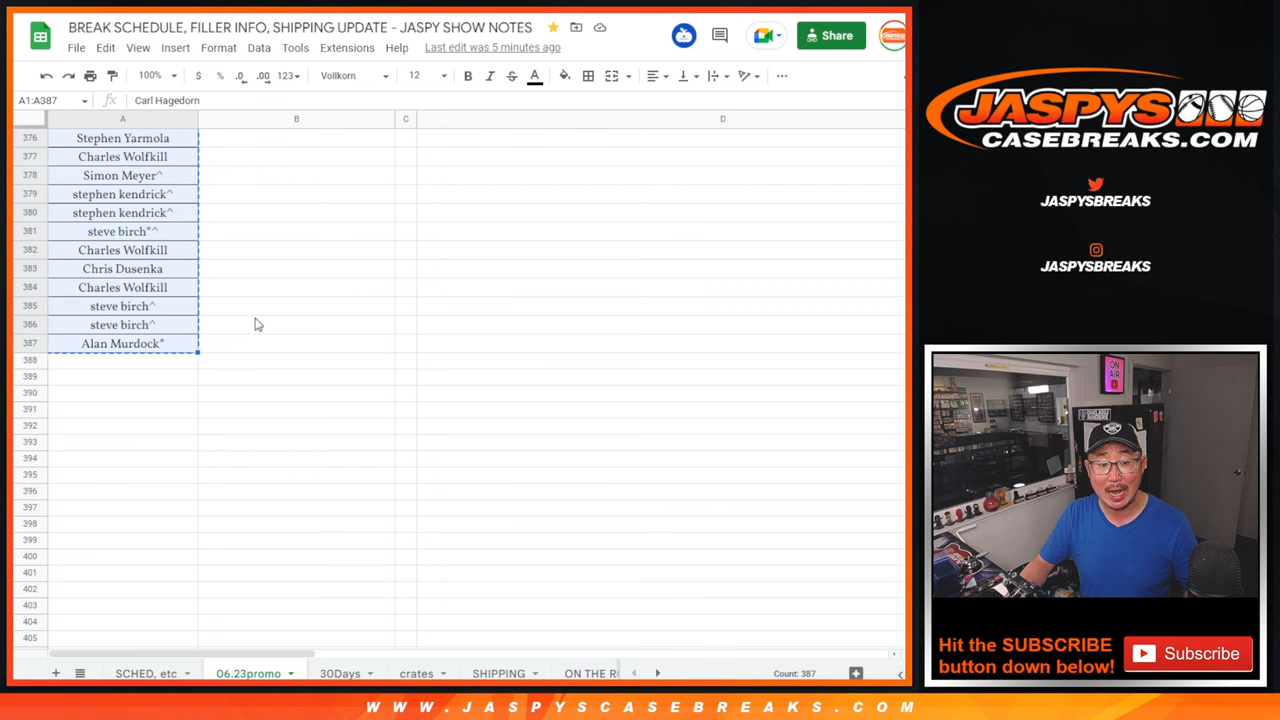 BREAK SCHEDULE, FILLER INFO, SHIPPING UPDATE - JASPY SHOW NOTES
File Edit View Insert Format Data Tools Extensions Help Last edit was 5 minutes ago
Share
100% $ % .0 .00 123 Vollkorn 12 B I S A
A1:A387 fx Carl Hagedorn
A B C D
376 Stephen Yarmola
377 Charles Wolfkill
378 Simon Meyer^
379 stephen kendrick^
380 stephen kendrick^
381 steve birch*^
382 Charles Wolfkill
383 Chris Dusenka
384 Charles Wolfkill
385 steve birch^
386 steve birch^
387 Alan Murdock*
388
389
390
391
392
393
394
395
396
397
398
399
400
401
402
403
404
405
SCHED, etc 06.23promo 30Days crates SHIPPING ON THE R Count: 387
JASPYS
CASEBREAKS.COM
JASPYSBREAKS
JASPYSBREAKS
ON
AIR
Hit the SUBSCRIBE
button down below!
Subscribe
WWW.JASPYSCASEBREAKS.COM